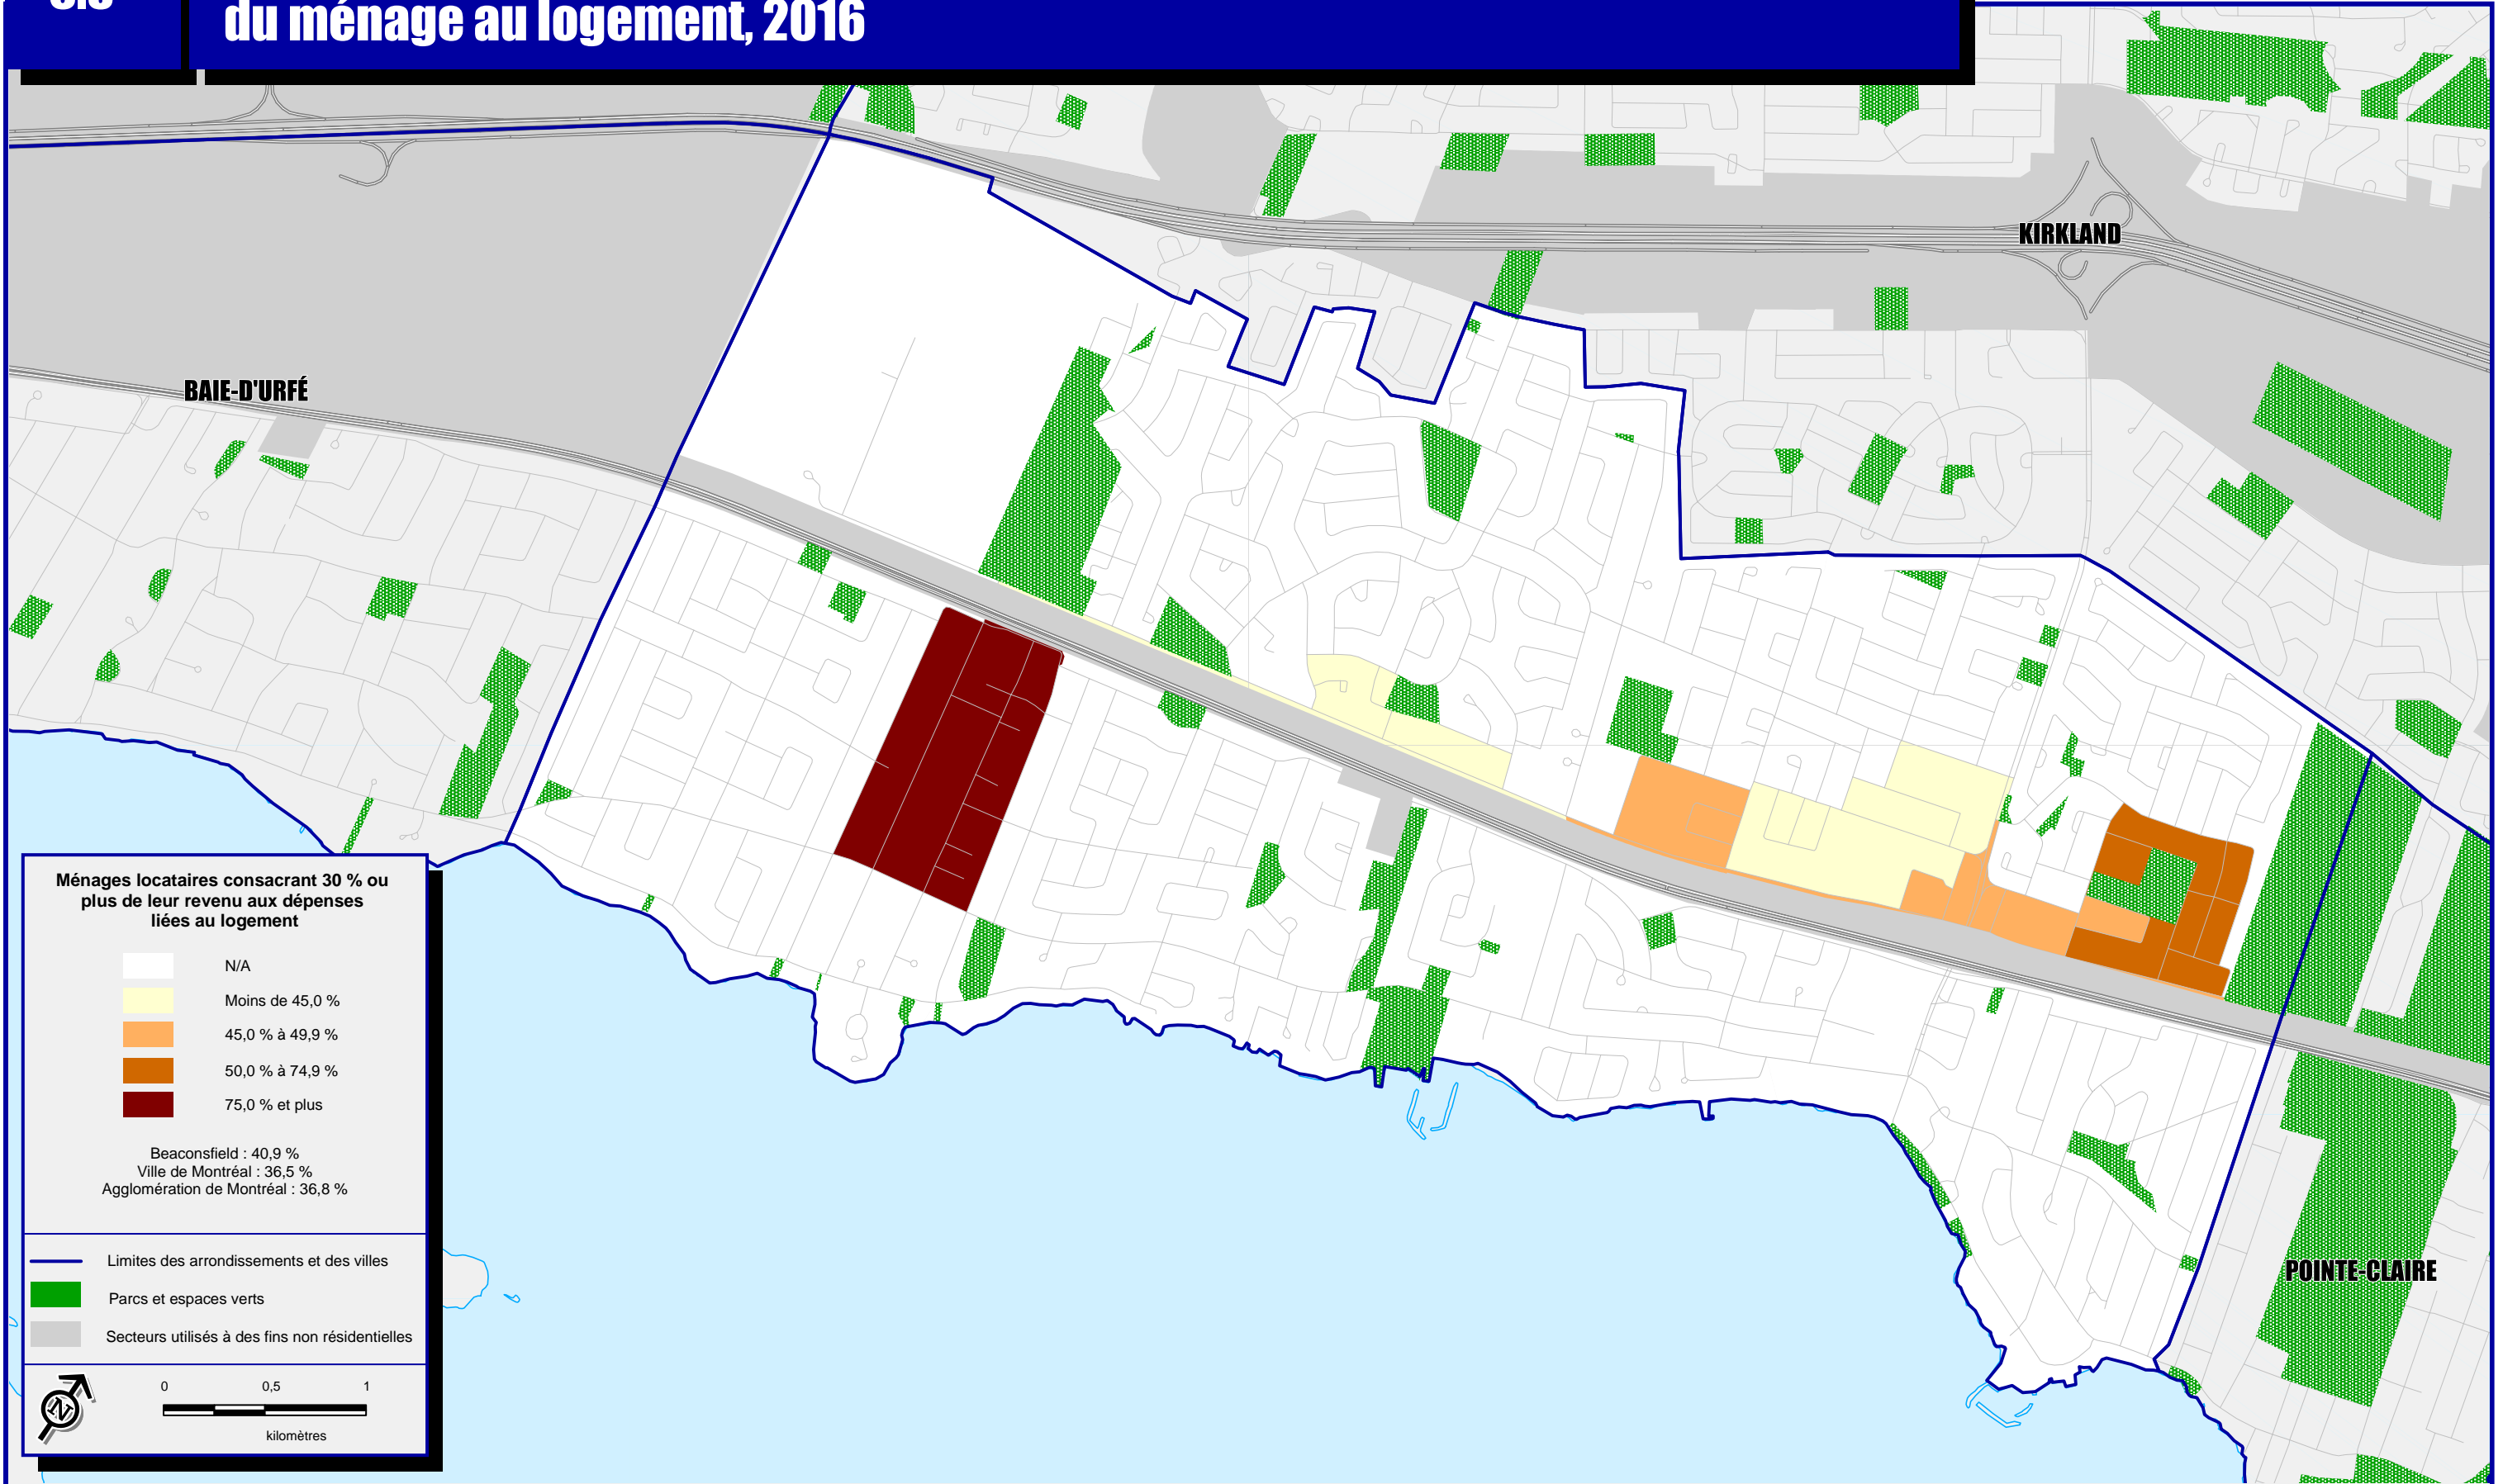 du ménage au logement, 2016
KIRKLAND
BAIE-D'URFÉ
POINTE-CLAIRE
Ménages locataires consacrant 30 % ou
plus de leur revenu aux dépenses
liées au logement
N/A
Moins de 45,0 %
45,0 % à 49,9 %
50,0 % à 74,9 %
75,0 % et plus
Beaconsfield : 40,9 %
Ville de Montréal : 36,5 %
Agglomération de Montréal : 36,8 %
Limites des arrondissements et des villes
Parcs et espaces verts
Secteurs utilisés à des fins non résidentielles
N
0 0,5 1
kilomètres